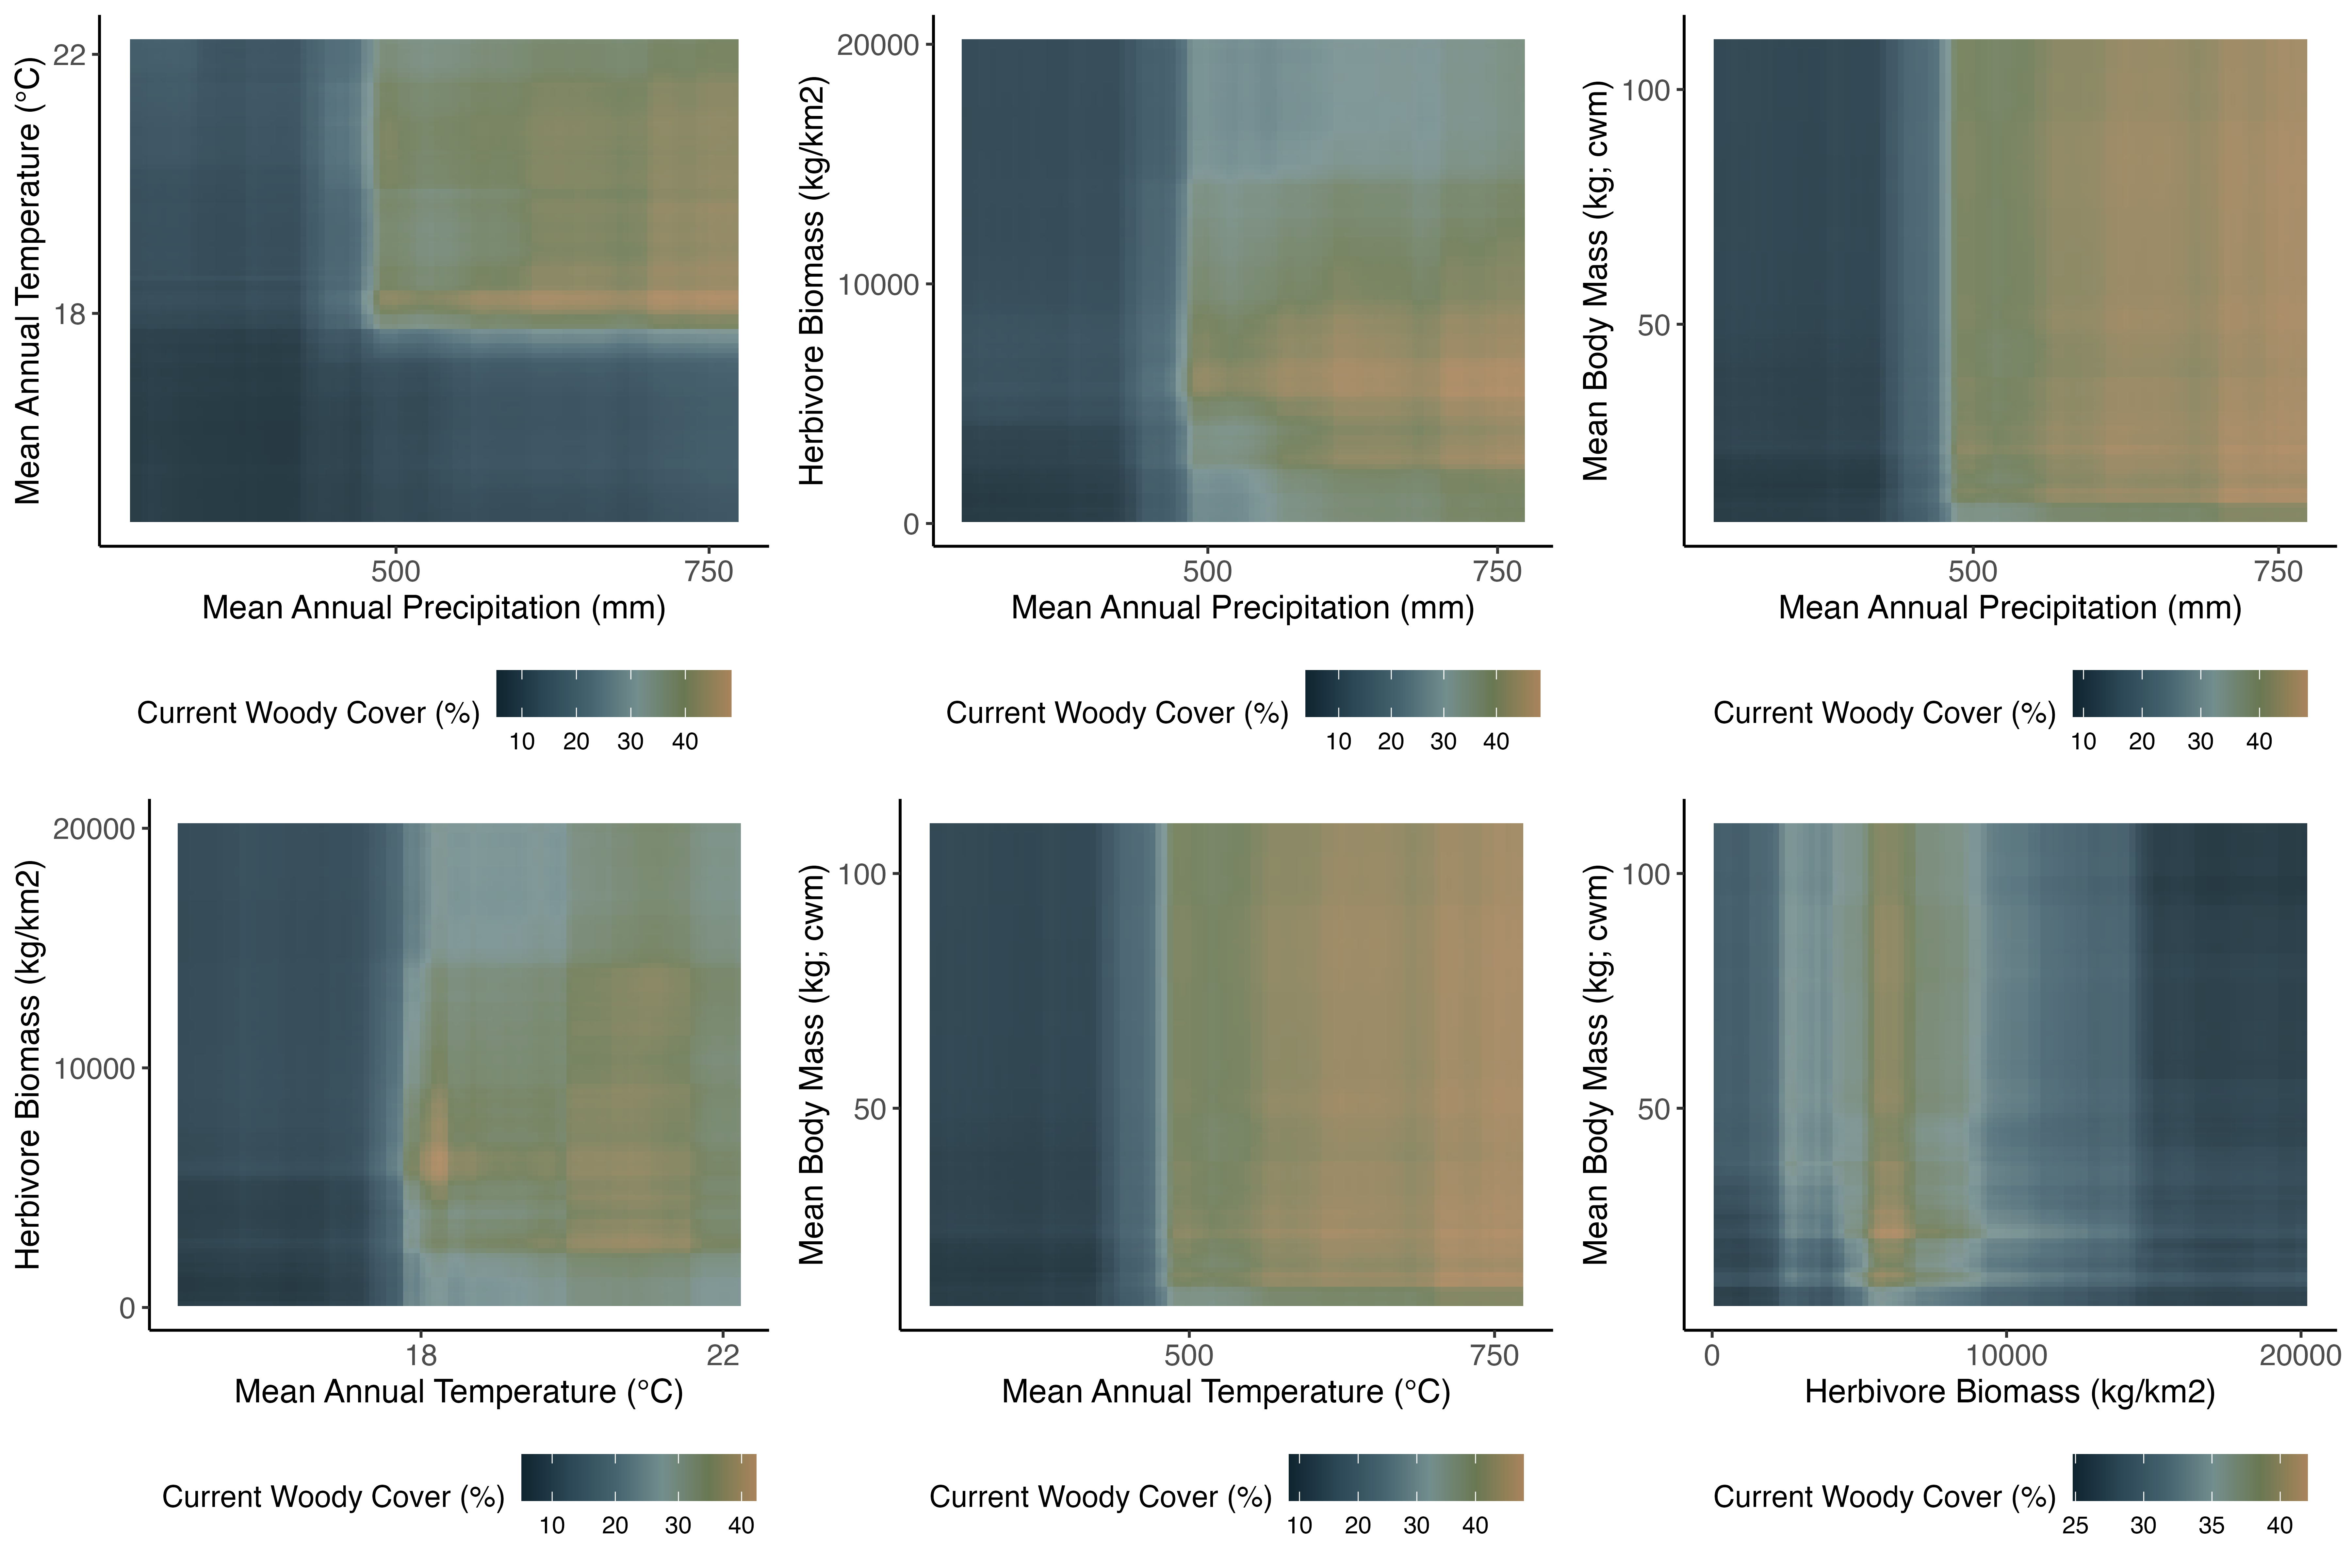 Mean Annual Temperature (°C)
22
18
500 750
Mean Annual Precipitation (mm)
Current Woody Cover (%)
10 20 30 40
Herbivore Biomass (kg/km2)
20000
10000
0
500 750
Mean Annual Precipitation (mm)
Current Woody Cover (%)
10 20 30 40
Mean Body Mass (kg; cwm)
100
50
500 750
Mean Annual Precipitation (mm)
Current Woody Cover (%)
10 20 30 40
Herbivore Biomass (kg/km2)
20000
10000
0
18 22
Mean Annual Temperature (°C)
Current Woody Cover (%)
10 20 30 40
Mean Body Mass (kg; cwm)
100
50
500 750
Mean Annual Temperature (°C)
Current Woody Cover (%)
10 20 30 40
Mean Body Mass (kg; cwm)
100
50
0 10000 20000
Herbivore Biomass (kg/km2)
Current Woody Cover (%)
25 30 35 40